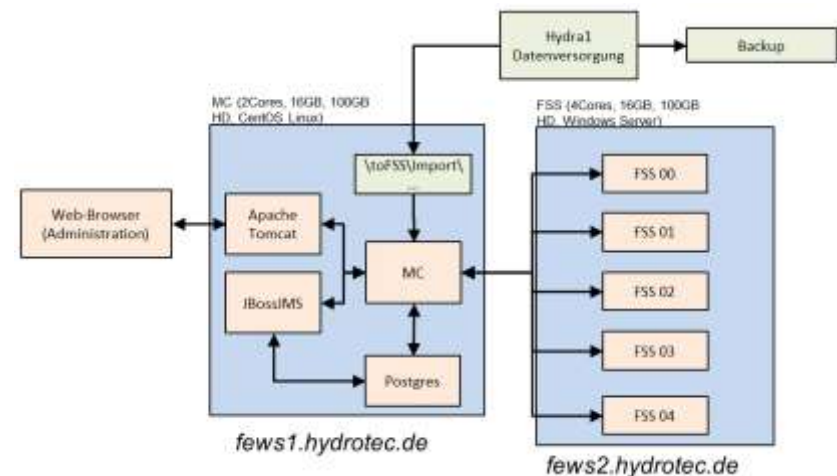 Hydra1
Datenversorgung
Backup
MC (2Cores, 16GB, 100GB
HD, CentOS Linux)
FSS (4Cores, 16GB, 100GB
HD, Windows Server)
\toFSS\Import\
...
Web-Browser
(Administration)
Apache
Tomcat
MC
JBossJMS
Postgres
FSS 00
FSS 01
FSS 02
FSS 03
FSS 04
fews1.hydrotec.de
fews2.hydrotec.de